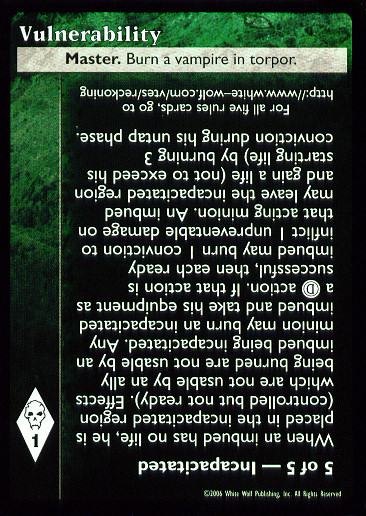 Vulnerability
Master. Burn a vampire in torpor.
5 of 5 — Incapacitated
When an imbued has no life, he is
placed in the incapacitated region
(controlled but not ready). Effects
which are not usable by an ally
being burned are not usable by an
imbued being incapacitated. Any
minion may burn an incapacitated
imbued and take his equipment as
a D action. If that action is
successful, then each ready
imbued may burn 1 conviction to
inflict 1 unpreventable damage on
that acting minion. An imbued
may leave the incapacitated region
and gain a life (not to exceed his
starting life) by burning 3
conviction during his untap phase.
For all five rules cards, go to
http://www.white-wolf.com/vtes/reckoning
1
©2006 White Wolf Publishing, Inc. All Rights Reserved